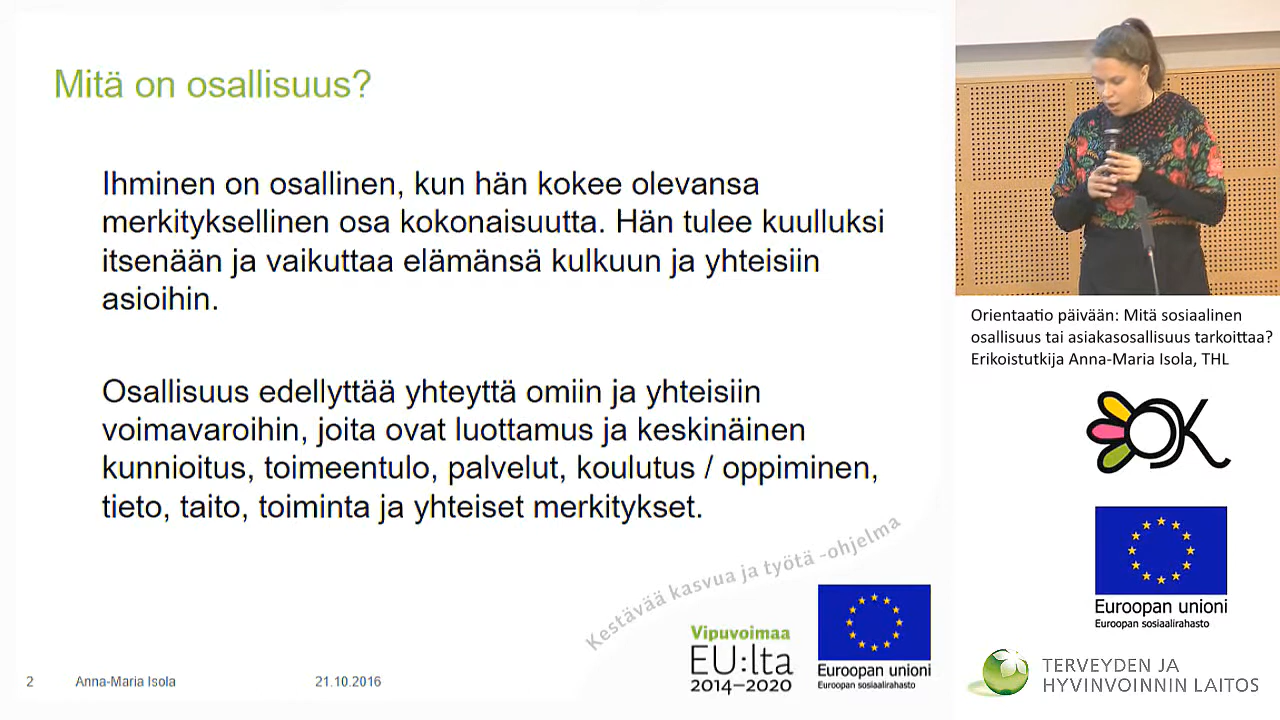 Mitä on osallisuus?
Ihminen on osallinen, kun hän kokee olevansa
merkityksellinen osa kokonaisuutta. Hän tulee kuulluksi
itsenään ja vaikuttaa elämänsä kulkuun ja yhteisiin
asioihin.
Osallisuus edellyttää yhteyttä omiin ja yhteisiin
voimavaroihin, joita ovat luottamus ja keskinäinen
kunnioitus, toimeentulo, palvelut, koulutus / oppiminen,
tieto, taito, toiminta ja yhteiset merkitykset.
Kestävää kasvua ja työtä -ohjelma
Vipuvoimaa
EU:lta
2014–2020
Euroopan unioni
Euroopan sosiaalirahasto
2 Anna-Maria Isola 21.10.2016
Orientaatio päivään: Mitä sosiaalinen
osallisuus tai asiakasosallisuus tarkoittaa?
Erikoistutkija Anna-Maria Isola, THL
OK
Euroopan unioni
Euroopan sosiaalirahasto
TERVEYDEN JA
HYVINVOINNIN LAITOS